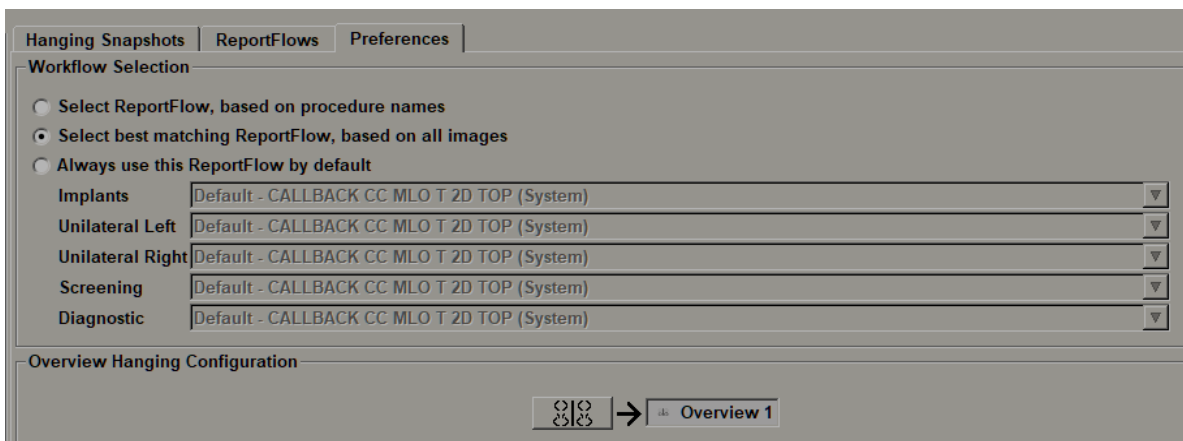 Hanging Snapshots ReportFlows Preferences
Workflow Selection
Select ReportFlow, based on procedure names
Select best matching ReportFlow, based on all images
Always use this ReportFlow by default
Implants Default - CALLBACK CC MLO T 2D TOP (System)
Unilateral Left Default - CALLBACK CC MLO T 2D TOP (System)
Unilateral Right Default - CALLBACK CC MLO T 2D TOP (System)
Screening Default - CALLBACK CC MLO T 2D TOP (System)
Diagnostic Default - CALLBACK CC MLO T 2D TOP (System)
Overview Hanging Configuration
Overview 1